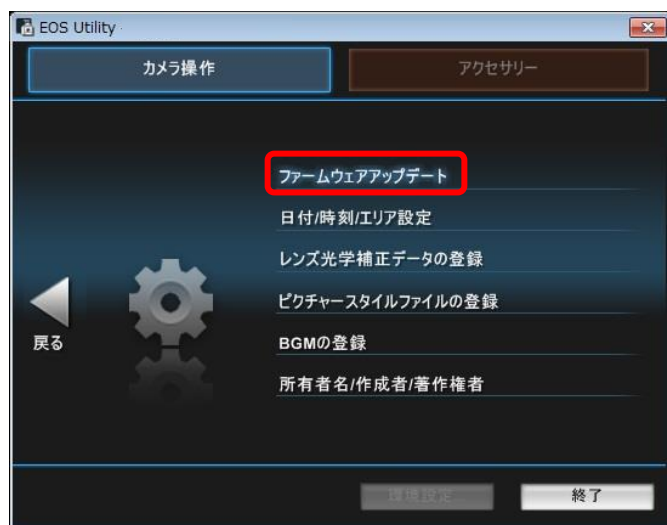 EOS Utility
カメラ操作
アクセサリー
ファームウェアアップデート
日付/時刻/エリア設定
レンズ光学補正データの登録
ピクチャースタイルファイルの登録
戻る
BGMの登録
所有者名/作成者/著作権者
環境設定...
終了